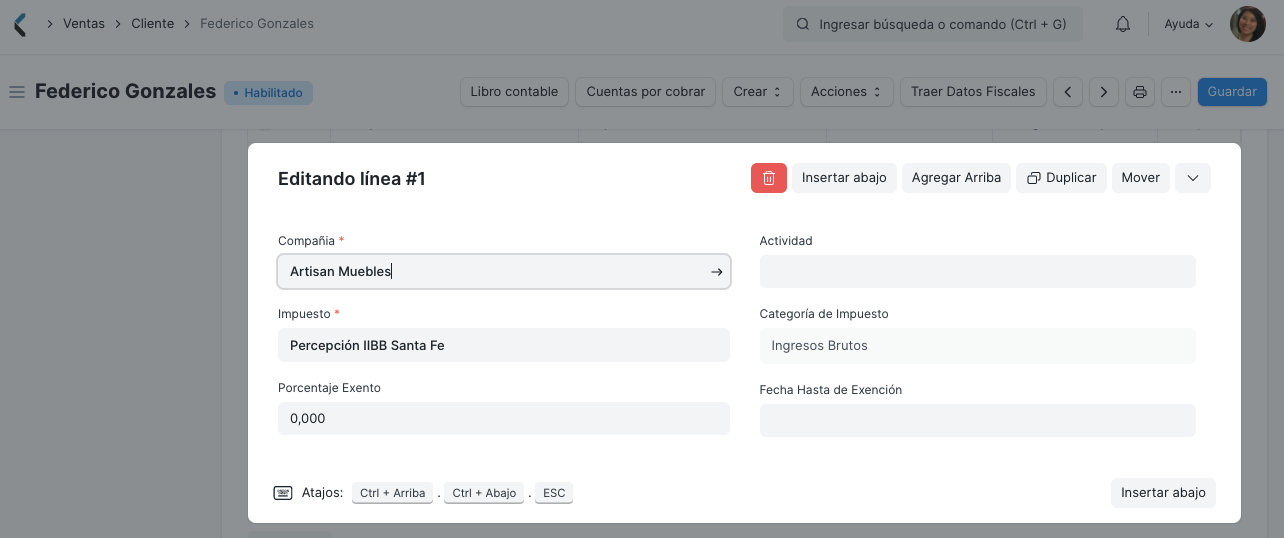 Ventas > Cliente > Federico Gonzales
Ingresar búsqueda o comando (Ctrl + G)
Ayuda
Federico Gonzales
• Habilitado
Libro contable
Cuentas por cobrar
Crear
Acciones
Traer Datos Fiscales
...
Guardar
Editando línea #1
Insertar abajo
Agregar Arriba
Duplicar
Mover
Compañia *
Artisan Muebles
Actividad
Impuesto *
Percepción IIBB Santa Fe
Categoría de Impuesto
Ingresos Brutos
Porcentaje Exento
0,000
Fecha Hasta de Exención
Atajos: Ctrl + Arriba . Ctrl + Abajo . ESC
Insertar abajo